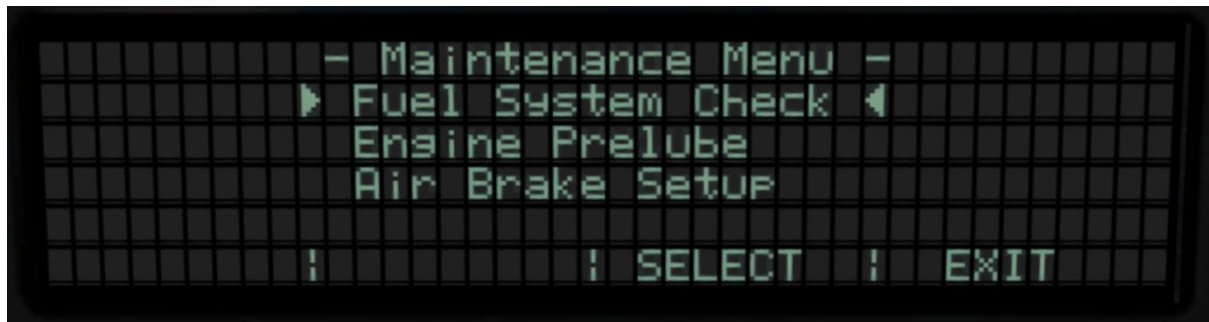 - Maintenance Menu -
▶ Fuel System Check ◀
Engine Prelube
Air Brake Setup
¦ ¦ SELECT ¦ EXIT